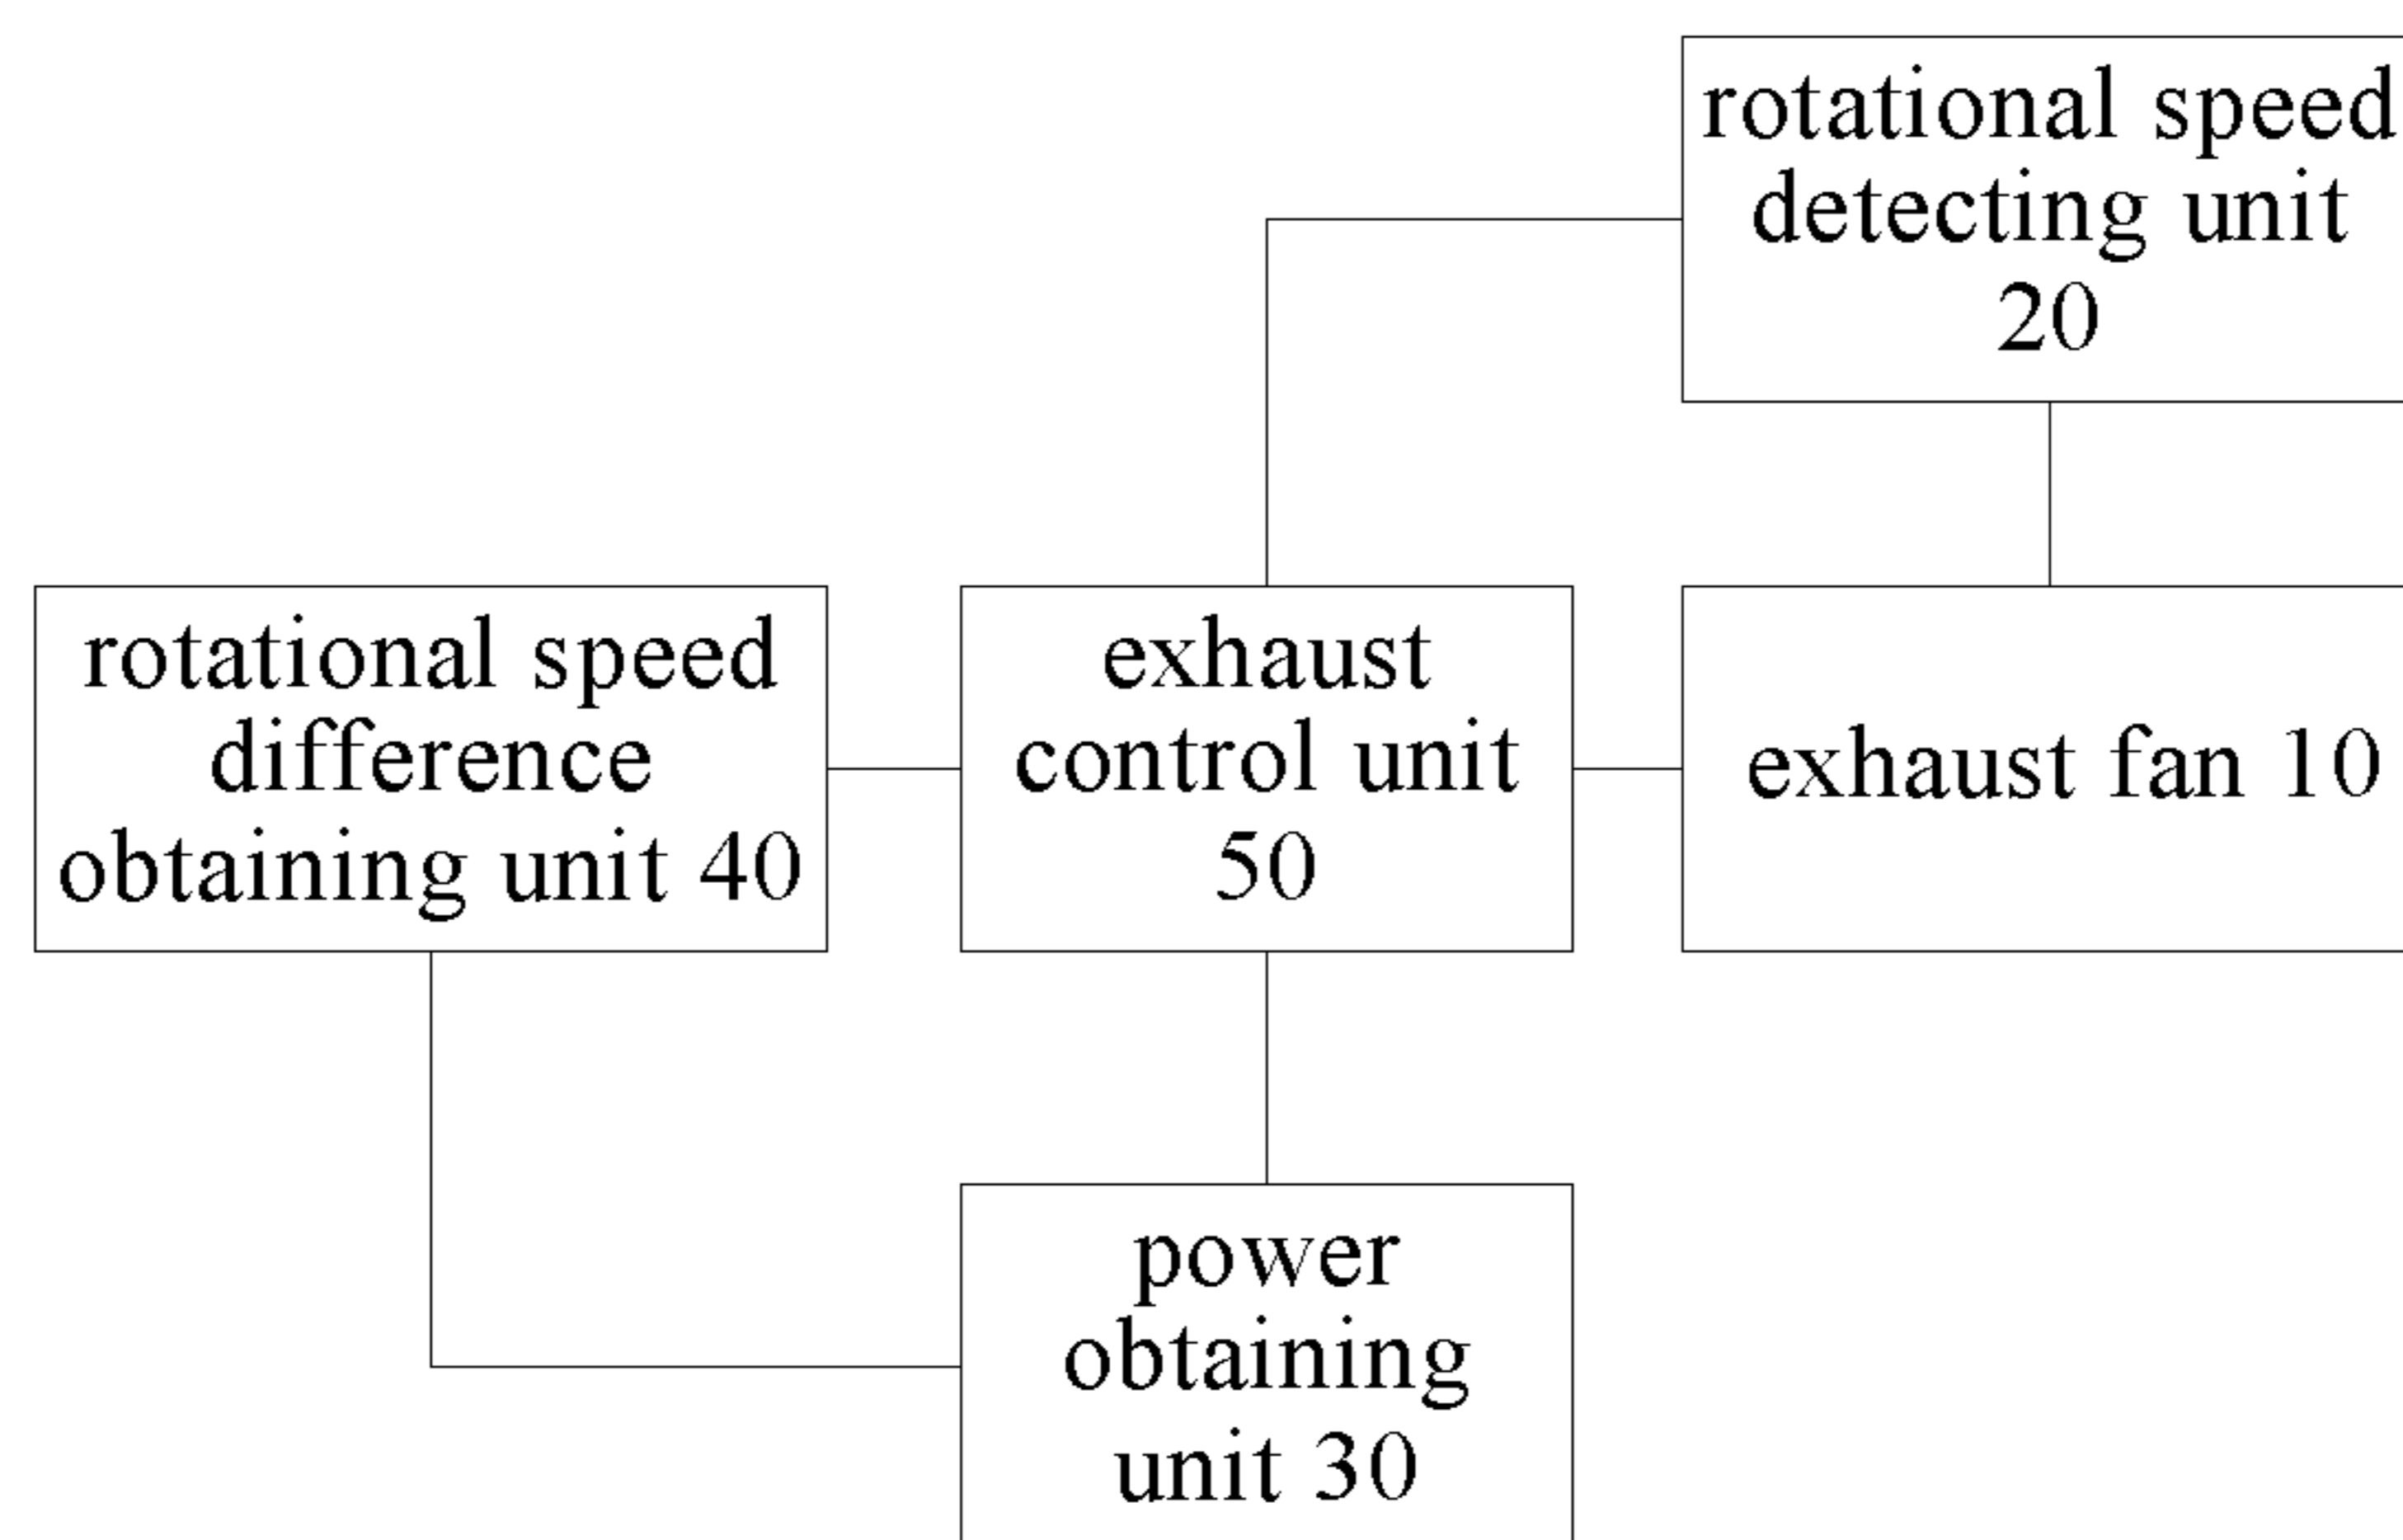 rotational speed
detecting unit
20
rotational speed
difference
obtaining unit 40
exhaust
control unit
50
exhaust fan 10
power
obtaining
unit 30